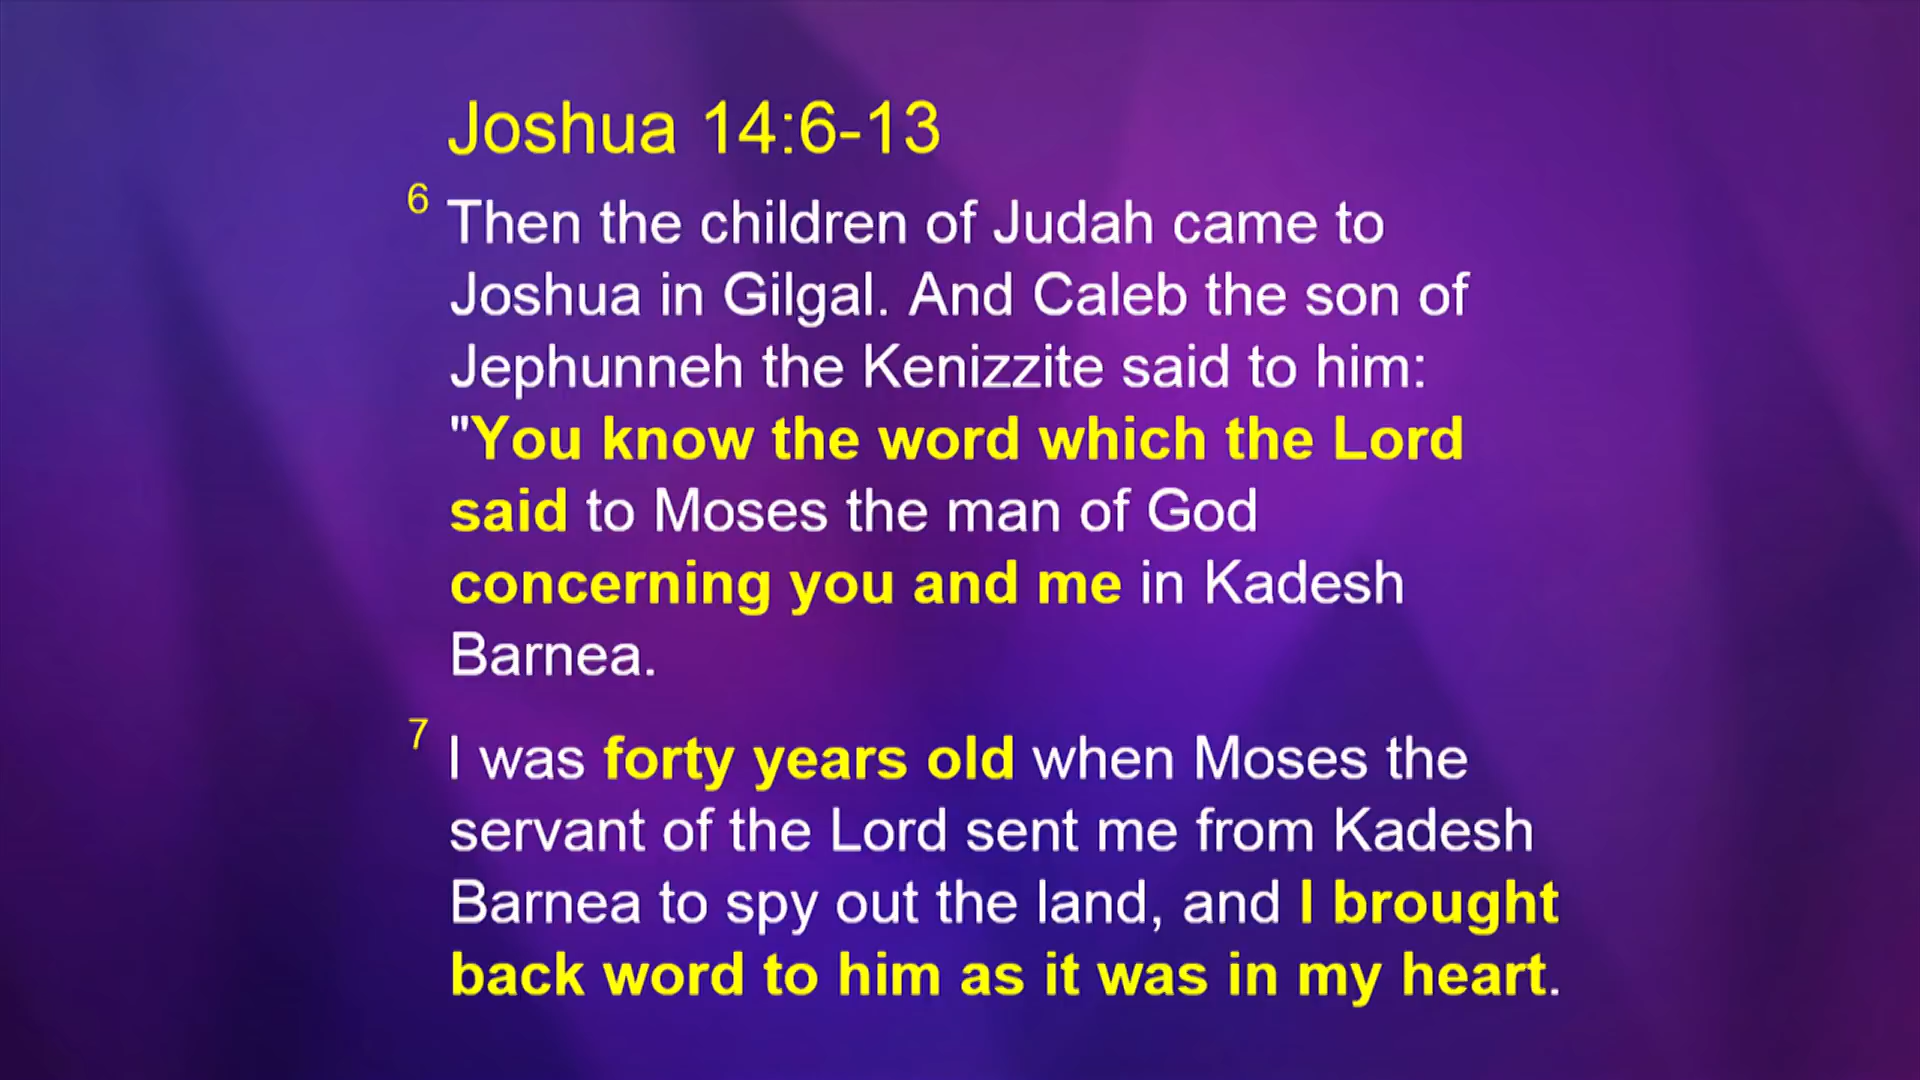 Joshua 14:6-13
6 Then the children of Judah came to
Joshua in Gilgal. And Caleb the son of
Jephunneh the Kenizzite said to him:
"You know the word which the Lord
said to Moses the man of God
concerning you and me in Kadesh
Barnea.
7 I was forty years old when Moses the
servant of the Lord sent me from Kadesh
Barnea to spy out the land, and I brought
back word to him as it was in my heart.